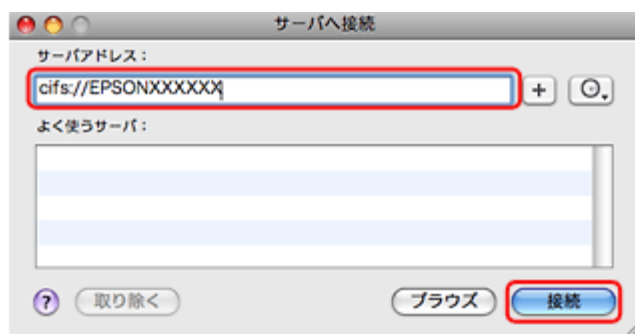 サーバへ接続
サーバアドレス：
cifs://EPSONXXXXXX
+
よく使うサーバ：
?
取り除く
ブラウズ
接続